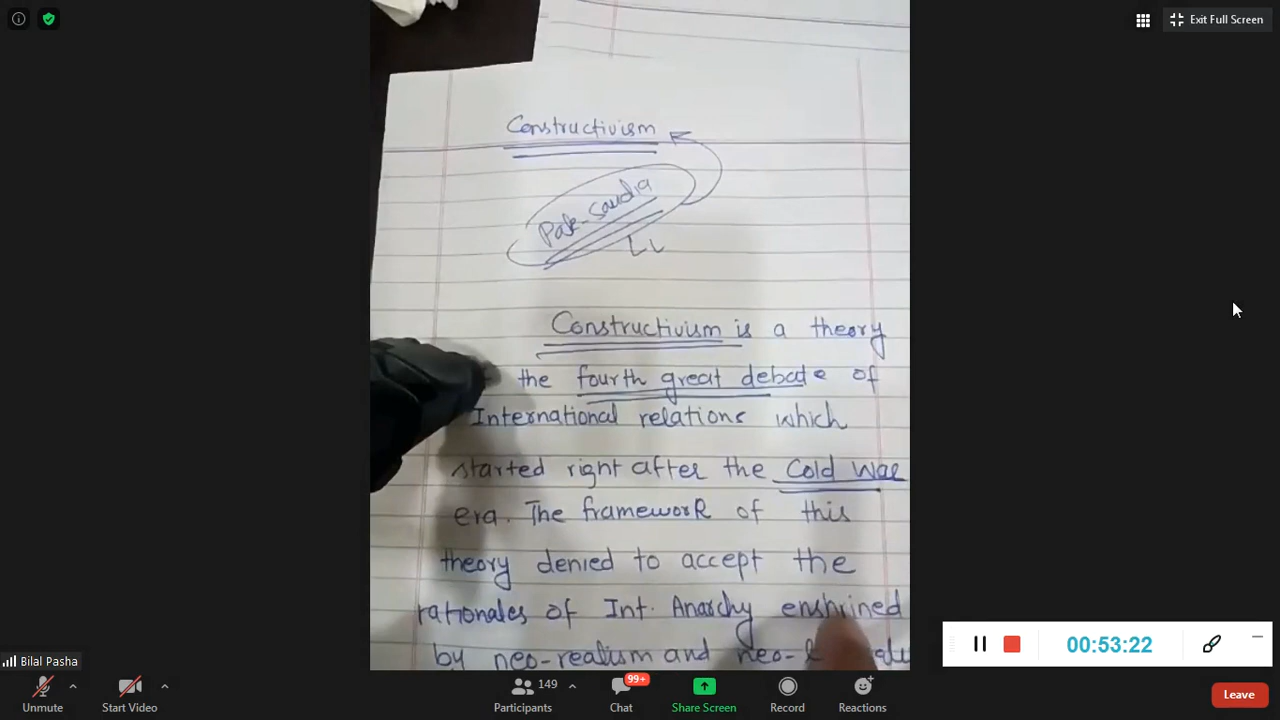 Exit Full Screen
Constructivism
Pak-Saudia
Constructivism is a theory
the fourth great debate of
International relations which
started right after the Cold War
era. The framework of this
theory denied to accept the
rationales of Int. Anarchy enshrined
by neo-realism and neo-
00:53:22
Bilal Pasha
149
99+
Unmute
Start Video
Participants
Chat
Share Screen
Record
Reactions
Leave